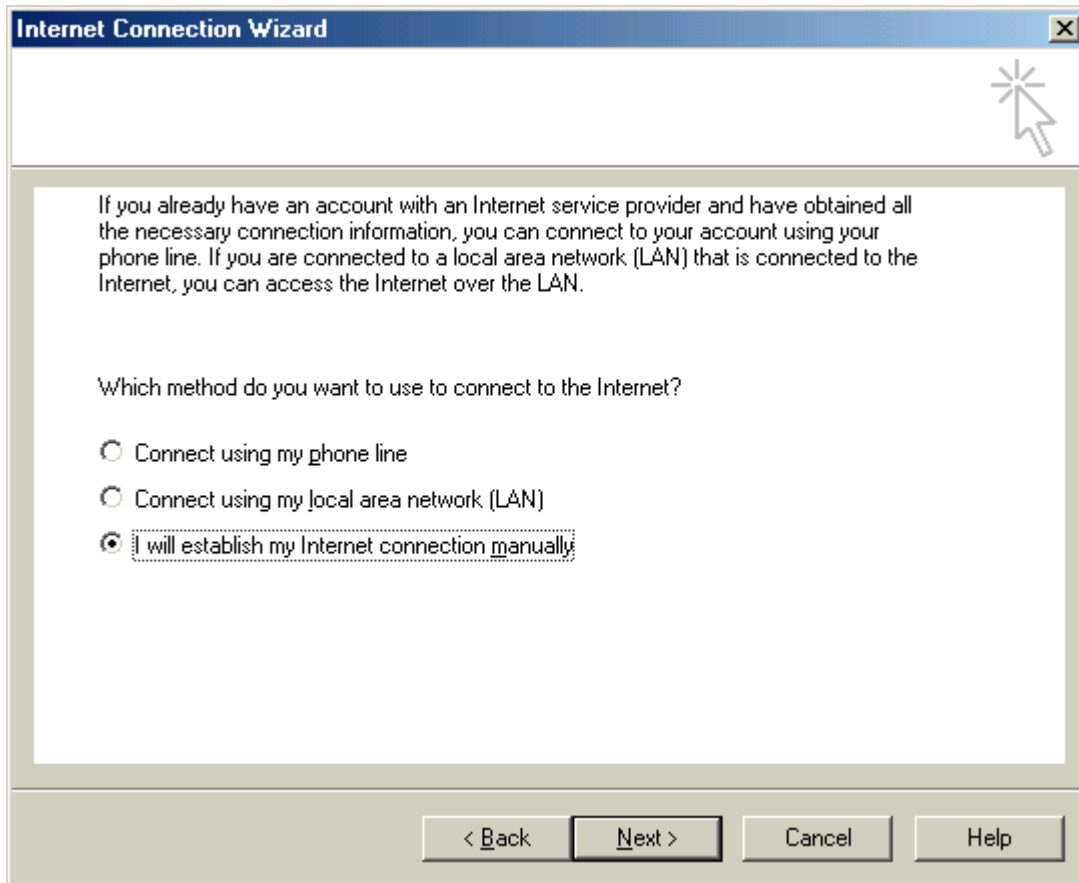 Internet Connection Wizard
If you already have an account with an Internet service provider and have obtained all
the necessary connection information, you can connect to your account using your
phone line. If you are connected to a local area network (LAN) that is connected to the
Internet, you can access the Internet over the LAN.
Which method do you want to use to connect to the Internet?
Connect using my phone line
Connect using my local area network (LAN)
I will establish my Internet connection manually
< Back Next > Cancel Help